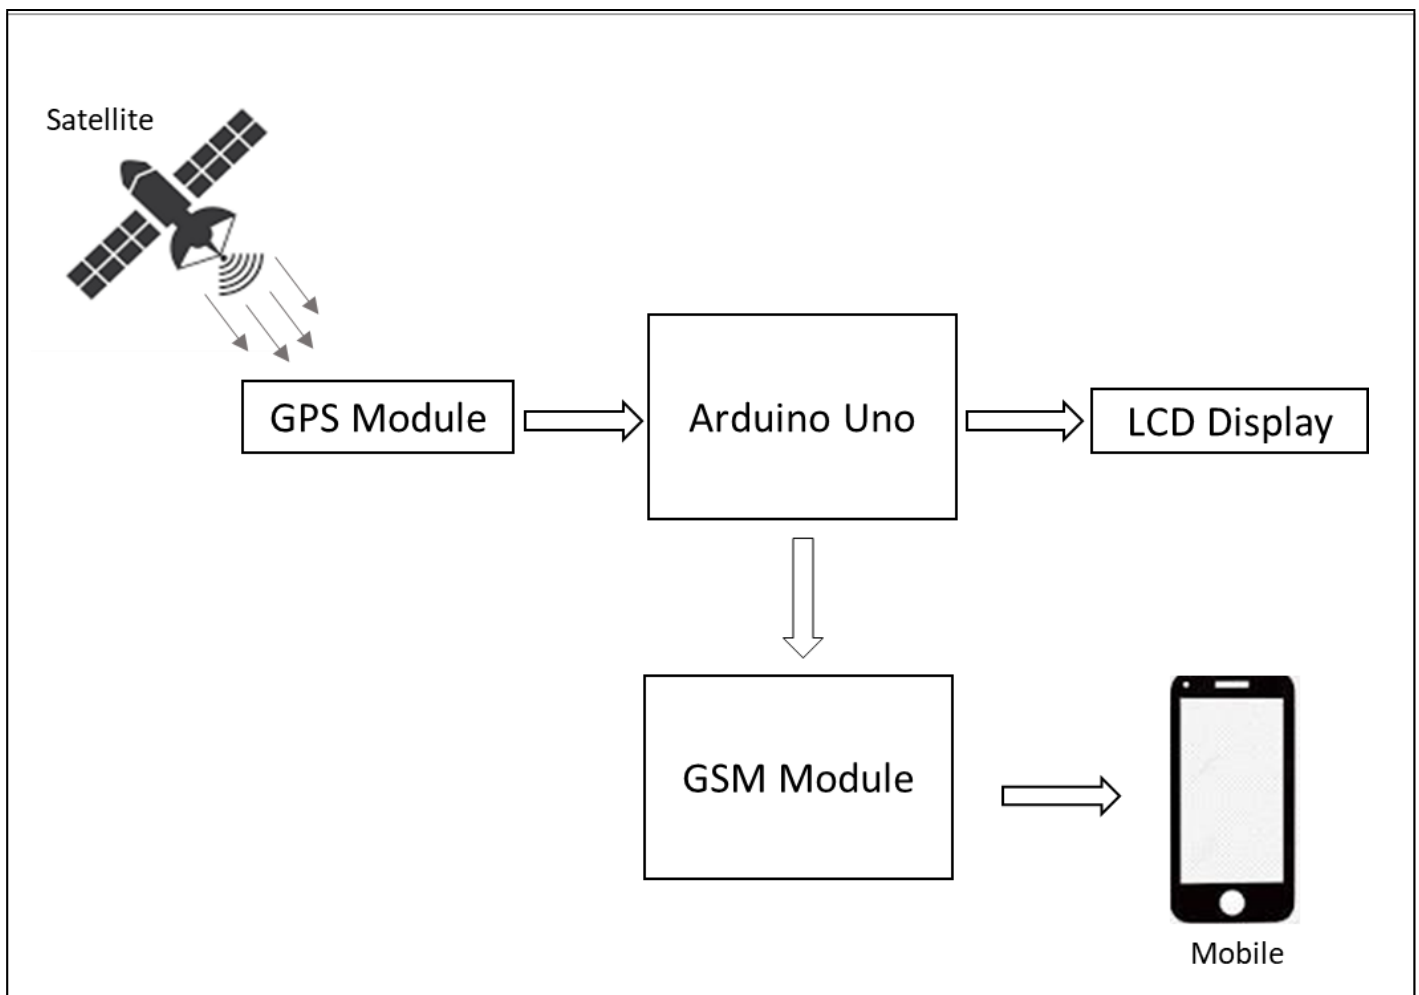 Satellite
GPS Module
Arduino Uno
LCD Display
GSM Module
Mobile